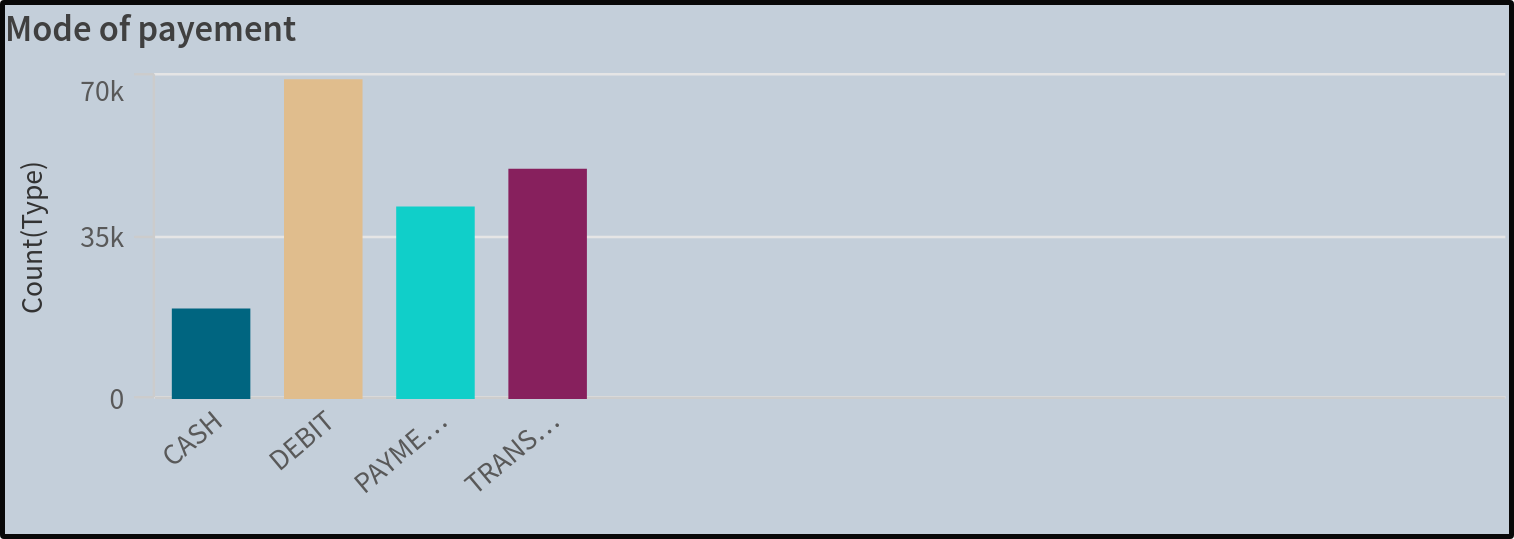 Mode of payement
70k
35k
0
Count(Type)
CASH
DEBIT
PAYME…
TRANS…